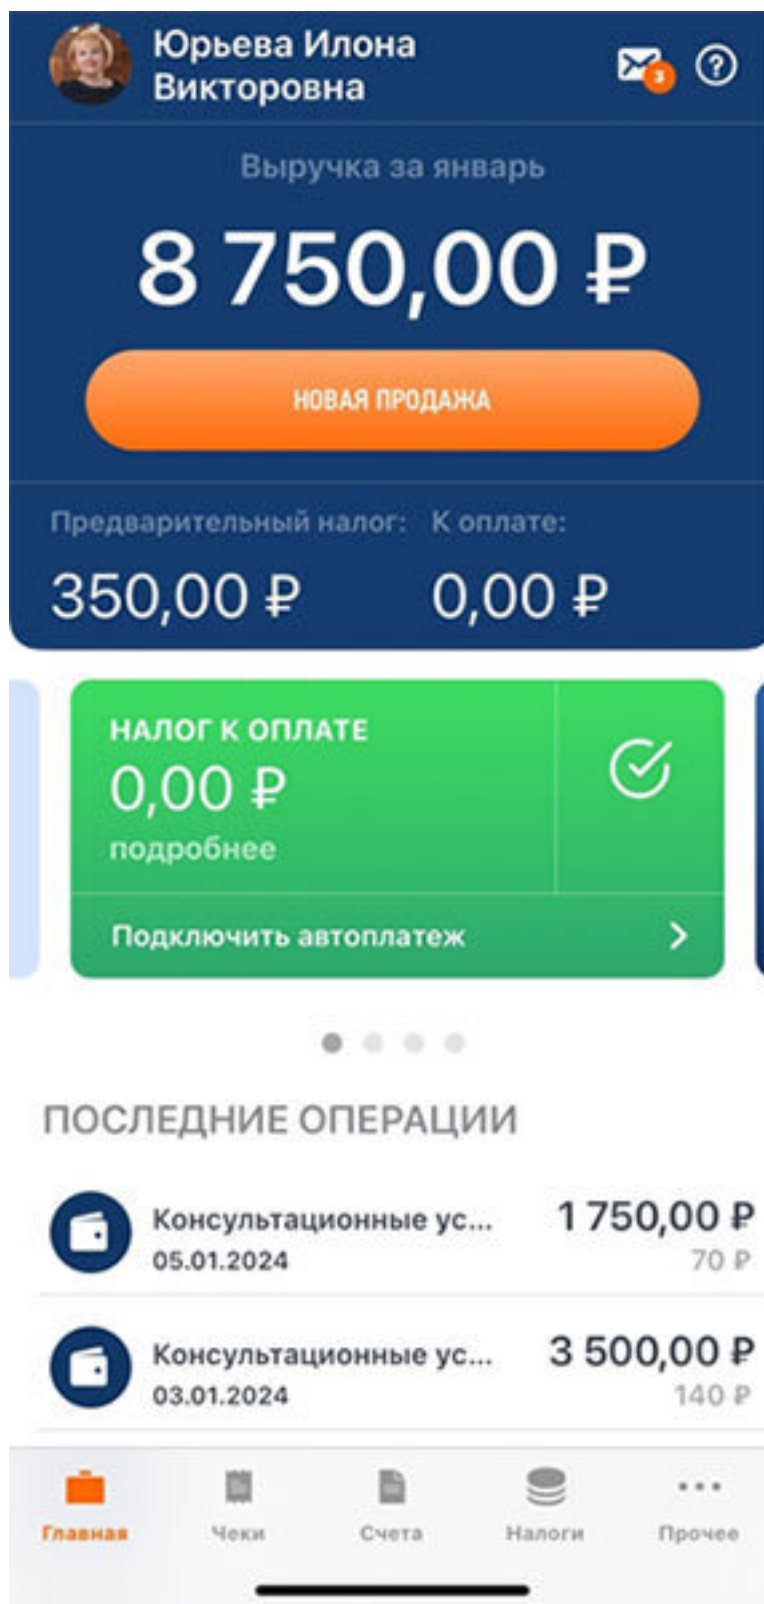 Юрьева Илона
Викторовна
3
?
Выручка за январь
8 750,00 ₽
НОВАЯ ПРОДАЖА
Предварительный налог: К оплате:
350,00 ₽ 0,00 ₽
НАЛОГ К ОПЛАТЕ
0,00 ₽
подробнее
Подключить автоплатеж
ПОСЛЕДНИЕ ОПЕРАЦИИ
Консультационные ус... 1 750,00 ₽
05.01.2024 70 ₽
Консультационные ус... 3 500,00 ₽
03.01.2024 140 ₽
Главная Чеки Счета Налоги Прочее